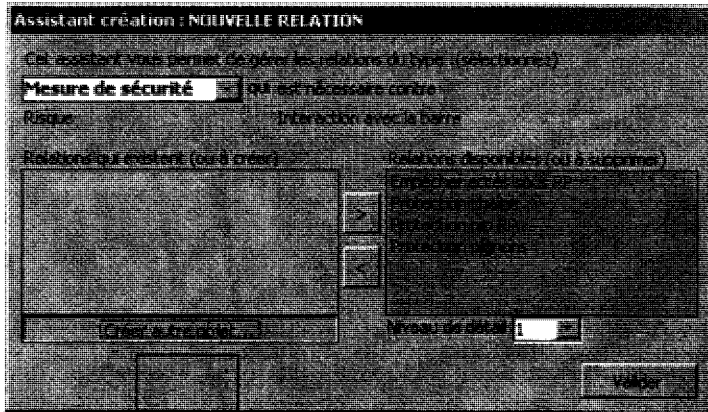 Assistant création : NOUVELLE RELATION
Cet assistant vous permet de gérer les relations du type (sélectionnez)
Mesure de sécurité qui est nécessaire contre
Risque Interaction avec la barre
Relations qui existent (ou à créer) Relations disponibles (ou à supprimer)
Empêcher accès
>
<
Créer autre objet ...
Niveau de détail 1
Valider